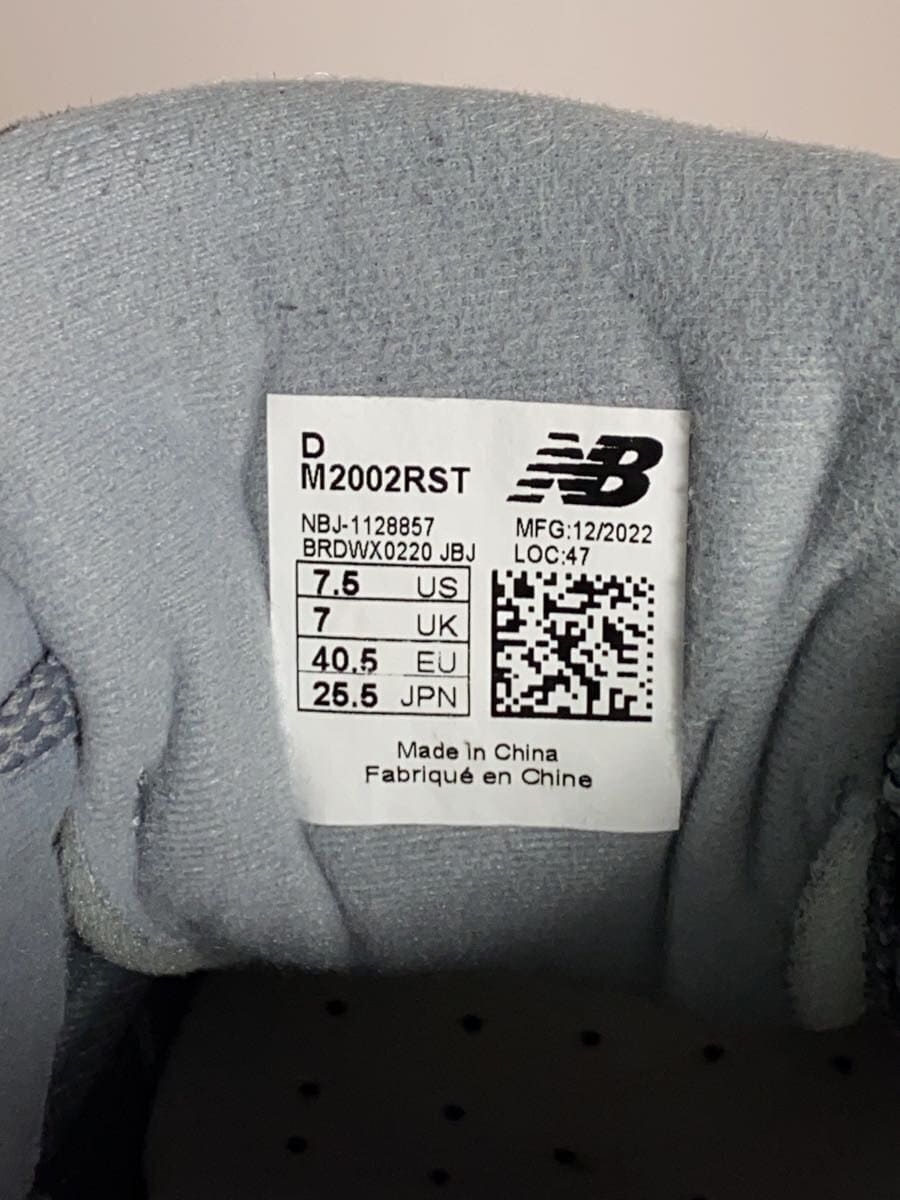 D
M2002RST
NB
NBJ-1128857
MFG:12/2022
BRDWX0220 JBJ
LOC:47
7.5 US
7 UK
40.5 EU
25.5 JPN
Made in China
Fabriqué en Chine